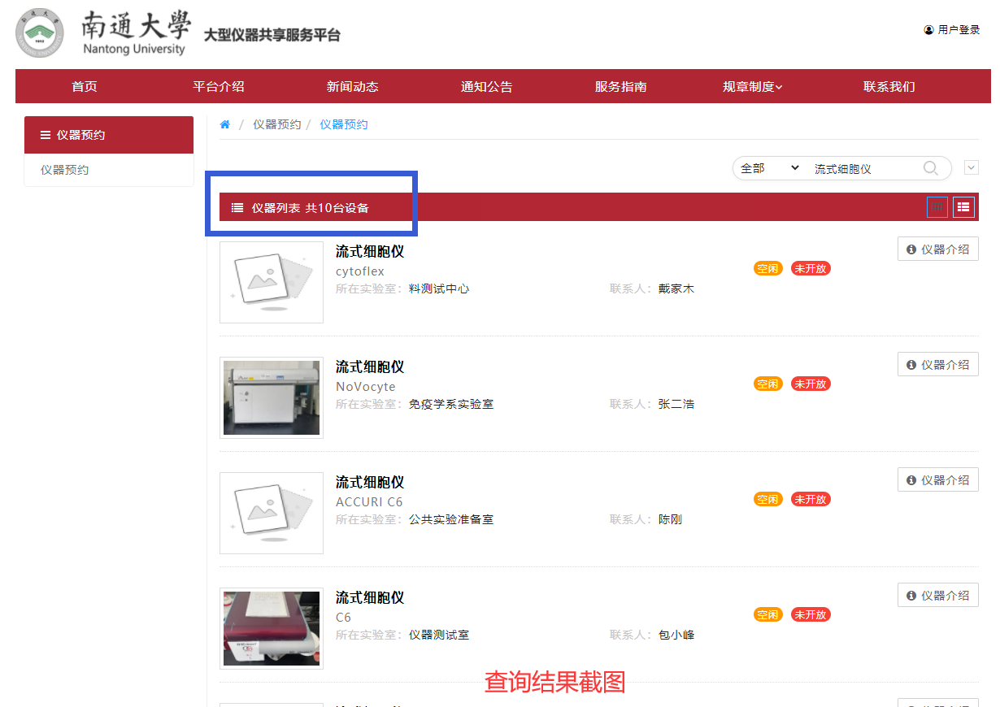 南通大學
Nantong University
大型仪器共享服务平台
用户登录
首页 平台介绍 新闻动态 通知公告 服务指南 规章制度 联系我们
仪器预约
仪器预约
/ 仪器预约 / 仪器预约
全部 流式细胞仪
仪器列表 共10台设备
流式细胞仪
cytoflex
所在实验室：料测试中心 联系人：戴家木
空闲 未开放
仪器介绍
流式细胞仪
NoVocyte
所在实验室：免疫学系实验室 联系人：张二浩
空闲 未开放
仪器介绍
流式细胞仪
ACCURI C6
所在实验室：公共实验准备室 联系人：陈刚
空闲 未开放
仪器介绍
流式细胞仪
C6
所在实验室：仪器测试室 联系人：包小峰
空闲 未开放
仪器介绍
查询结果截图